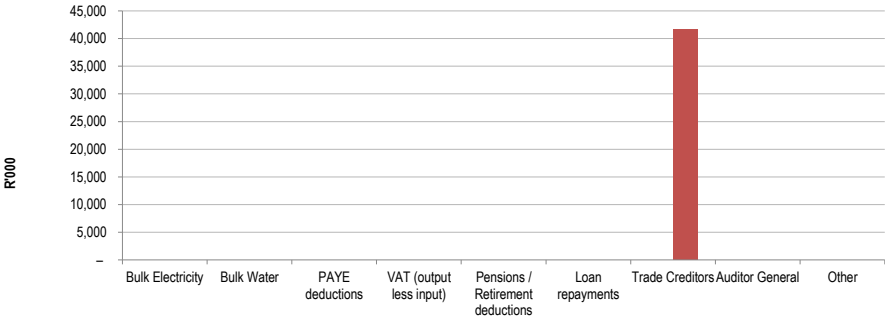 45,000
40,000
35,000
30,000
25,000
20,000
15,000
10,000
5,000
–
R'000
Bulk Electricity
Bulk Water
PAYE
deductions
VAT (output
less input)
Pensions /
Retirement
deductions
Loan
repayments
Trade Creditors
Auditor General
Other